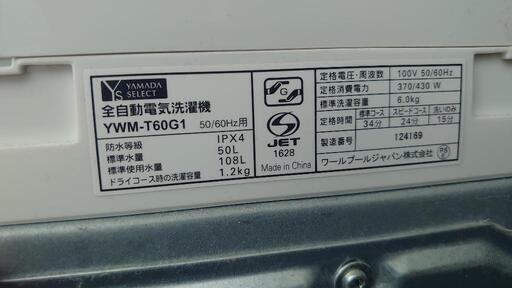 YAMADA
YS SELECT
全自動電気洗濯機
YWM-T60G1 50/60Hz用
防水等級 IPX4
標準水量 50L
標準使用水量 108L
ドライコース時の洗濯容量 1.2kg
G
S
JET
1628
Made in China
定格電圧・周波数 100V 50/60Hz
定格消費電力 370/430 W
標準洗濯・脱水容量 6.0kg
定格時間 標準コース スピードコース 洗いのみ
34分 24分 15分
製造番号 124169
ワールプールジャパン株式会社
PSE